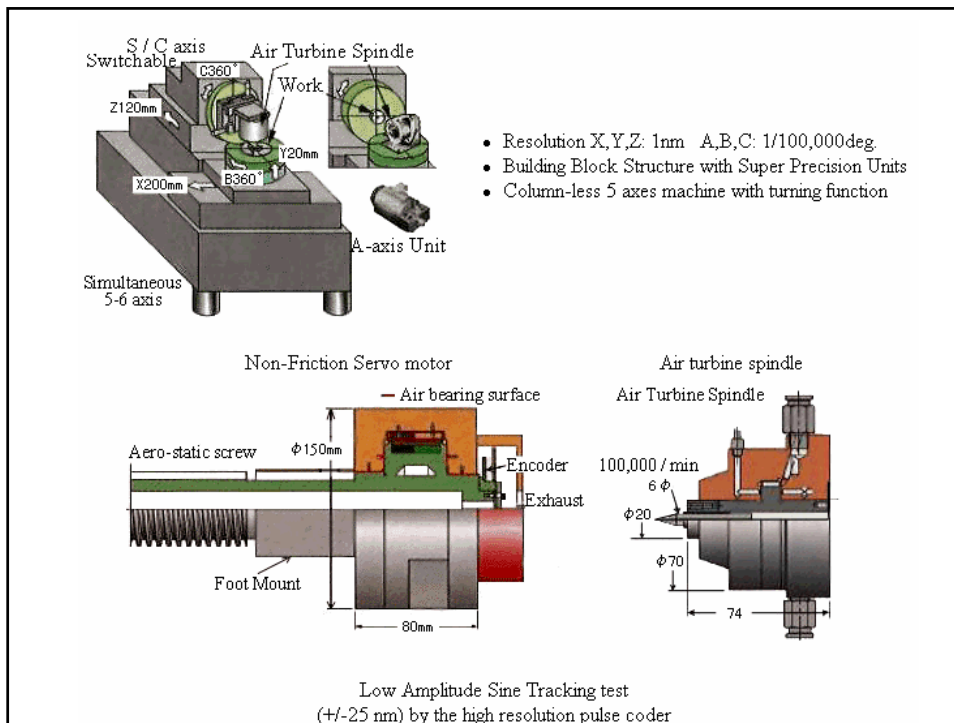 S / C axis
Switchable
C360°
Air Turbine Spindle
Work
Z120mm
Y20mm
B360°
X200mm
A-axis Unit
Simultaneous
5-6 axis
• Resolution X,Y,Z: 1nm A,B,C: 1/100,000deg.
• Building Block Structure with Super Precision Units
• Column-less 5 axes machine with turning function
Non-Friction Servo motor
Air bearing surface
φ150mm
Aero-static screw
Encoder
Exhaust
Foot Mount
80mm
Air turbine spindle
Air Turbine Spindle
100,000 / min
6φ
φ20
φ70
74
Low Amplitude Sine Tracking test
(+/-25 nm) by the high resolution pulse coder